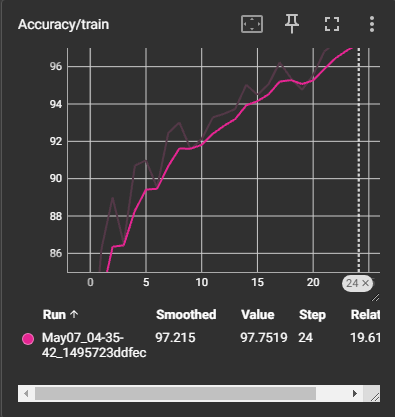 Accuracy/train
96
94
92
90
88
86
0 5 10 15 20 24 ×
Run ↑ Smoothed Value Step Relat
May07_04-35- 97.215 97.7519 24 19.61
42_1495723ddfec